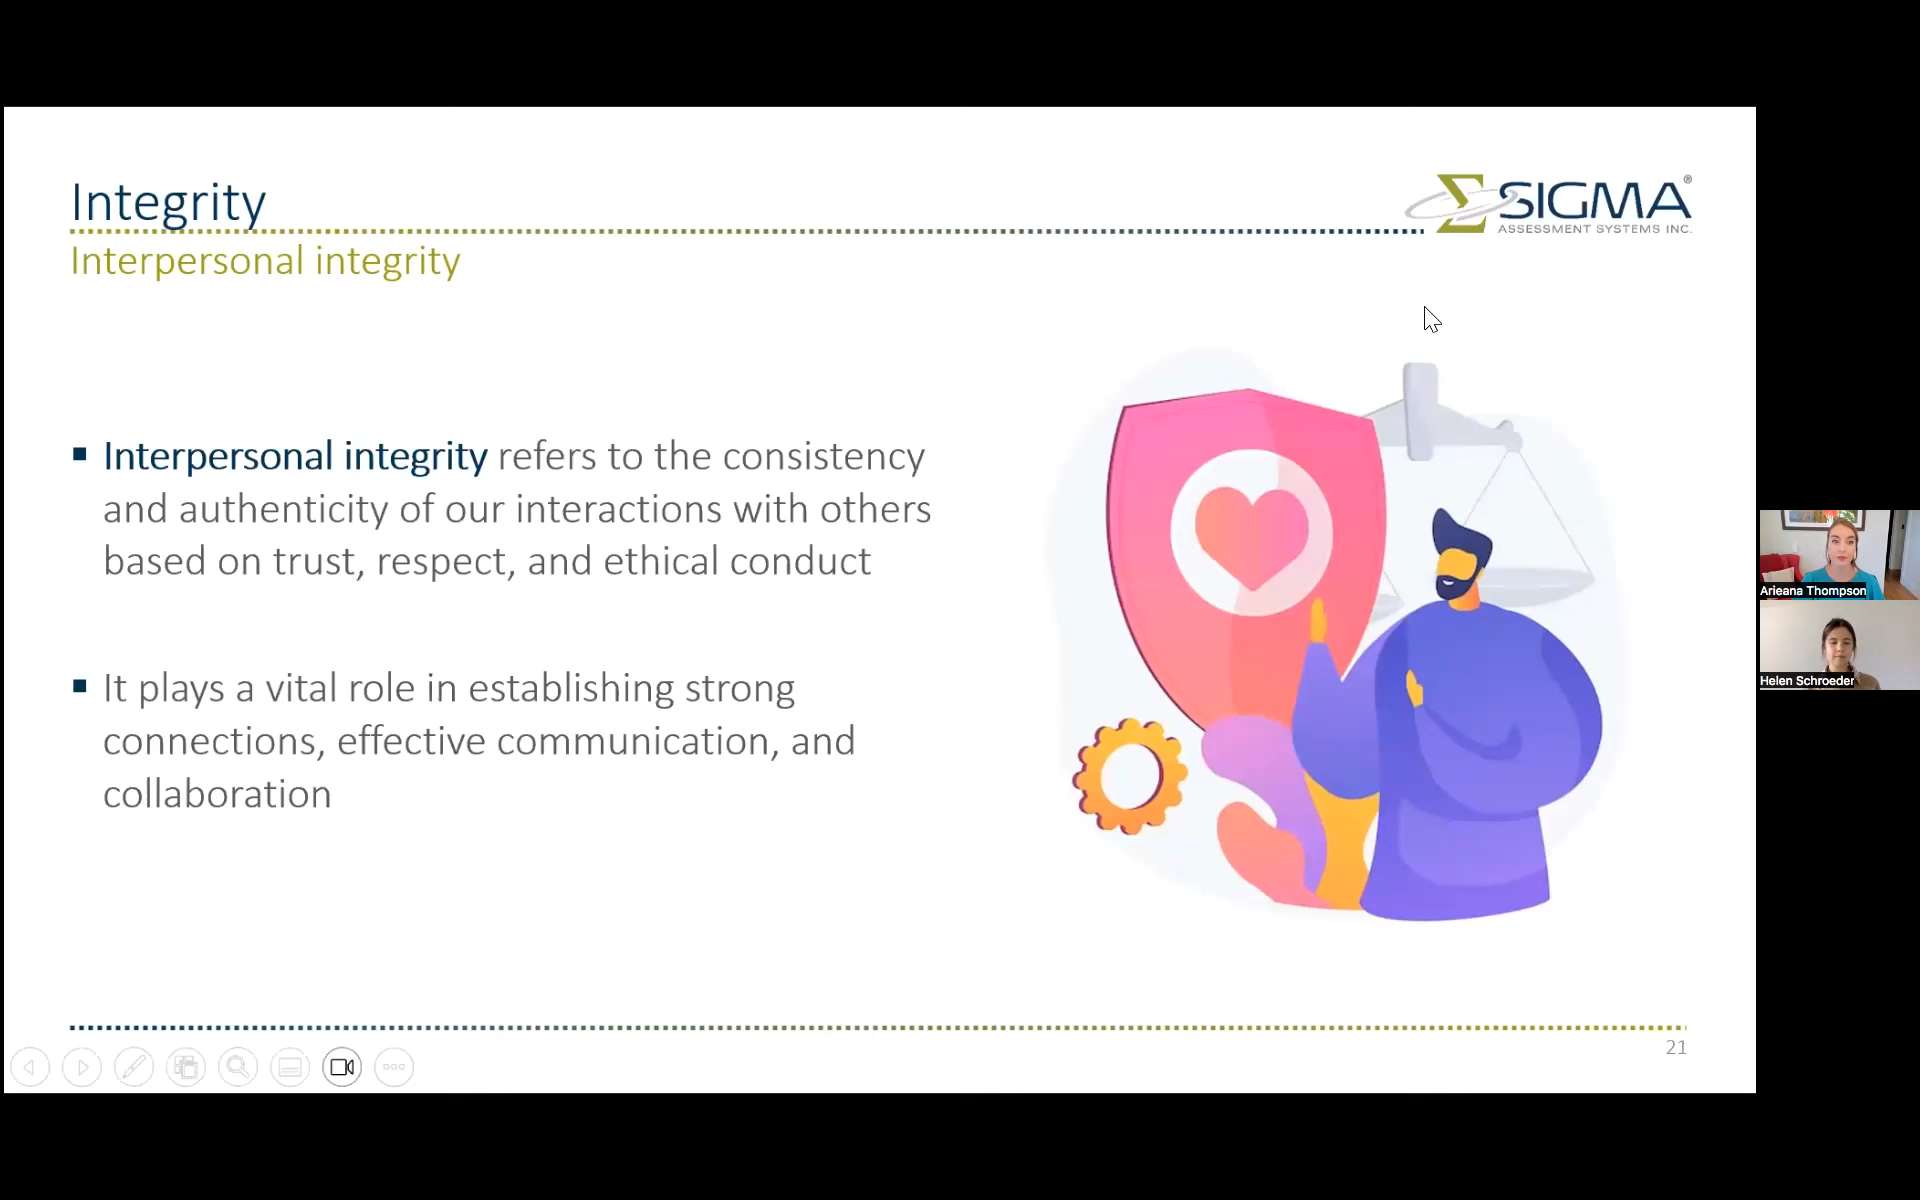 Integrity
Interpersonal integrity
Σ SIGMA®
ASSESSMENT SYSTEMS INC.
▪ Interpersonal integrity refers to the consistency
and authenticity of our interactions with others
based on trust, respect, and ethical conduct
▪ It plays a vital role in establishing strong
connections, effective communication, and
collaboration
21
Arieana Thompson
Helen Schroeder